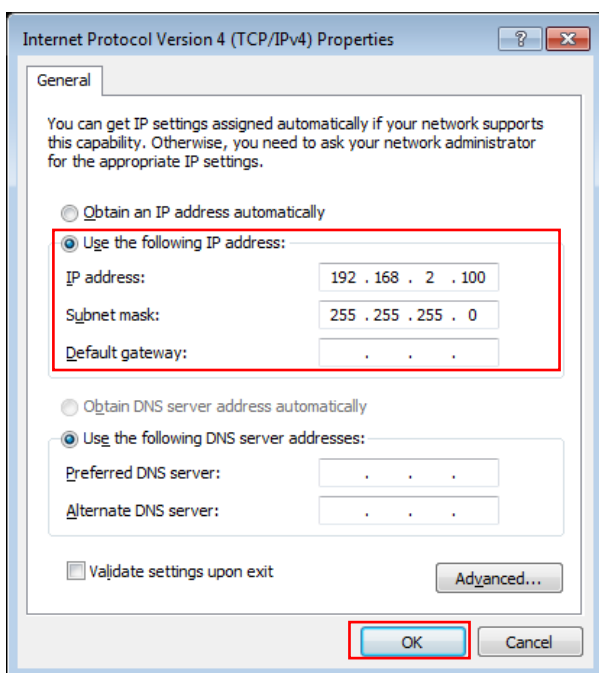 Internet Protocol Version 4 (TCP/IPv4) Properties
General
You can get IP settings assigned automatically if your network supports
this capability. Otherwise, you need to ask your network administrator
for the appropriate IP settings.
Obtain an IP address automatically
Use the following IP address:
IP address: 192 . 168 . 2 . 100
Subnet mask: 255 . 255 . 255 . 0
Default gateway: . . .
Obtain DNS server address automatically
Use the following DNS server addresses:
Preferred DNS server: . . .
Alternate DNS server: . . .
Validate settings upon exit
Advanced...
OK Cancel